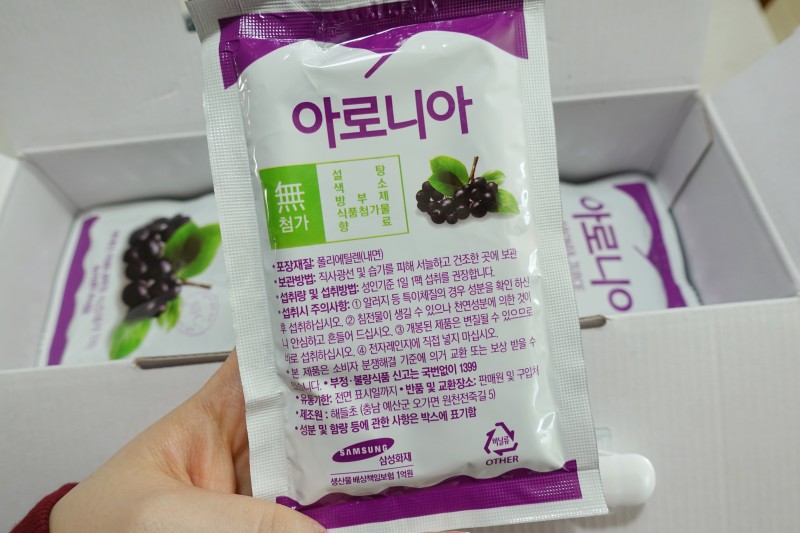 아로니아
無
첨가
설탕
색소
방부제
식품첨가물
향료
• 포장재질: 폴리에틸렌(내면)
• 보관방법: 직사광선 및 습기를 피해 서늘하고 건조한 곳에 보관
• 섭취량 및 섭취방법: 성인기준 1일 1팩 섭취를 권장합니다.
• 섭취시 주의사항: ① 알러지 등 특이체질의 경우 성분을 확인 하신
후 섭취하십시오. ② 침전물이 생길 수 있으나 천연성분에 의한 것이
니 안심하고 흔들어 드십시오. ③ 개봉된 제품은 변질될 수 있으므로
바로 섭취하십시오. ④ 전자레인지에 직접 넣지 마십시오.
• 본 제품은 소비자 분쟁해결 기준에 의거 교환 또는 보상 받을 수
있습니다. • 부정·불량식품 신고는 국번없이 1399
• 유통기한: 전면 표시일까지 • 반품 및 교환장소: 판매원 및 구입처
• 제조원 : 해들초 (충남 예산군 오가면 원천전죽길 5)
• 성분 및 함량 등에 관한 사항은 박스에 표기함
SAMSUNG
삼성화재
생산물 배상책임보험 1억원
비닐류
OTHER
아로니아